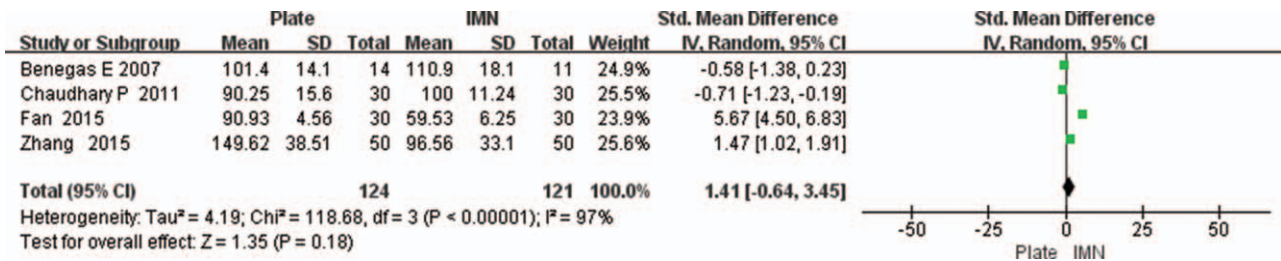 Plate IMN Std. Mean Difference Std. Mean Difference
Study or Subgroup Mean SD Total Mean SD Total Weight IV, Random, 95% CI IV, Random, 95% CI
Benegas E 2007 101.4 14.1 14 110.9 18.1 11 24.9% -0.58 [-1.38, 0.23]
Chaudhary P 2011 90.25 15.6 30 100 11.24 30 25.5% -0.71 [-1.23, -0.19]
Fan 2015 90.93 4.56 30 59.53 6.25 30 23.9% 5.67 [4.50, 6.83]
Zhang 2015 149.62 38.51 50 96.56 33.1 50 25.6% 1.47 [1.02, 1.91]
Total (95% CI) 124 121 100.0% 1.41 [-0.64, 3.45]
Heterogeneity: Tau² = 4.19; Chi² = 118.68, df = 3 (P < 0.00001); I² = 97%
Test for overall effect: Z = 1.35 (P = 0.18)
-50 -25 0 25 50
Plate IMN